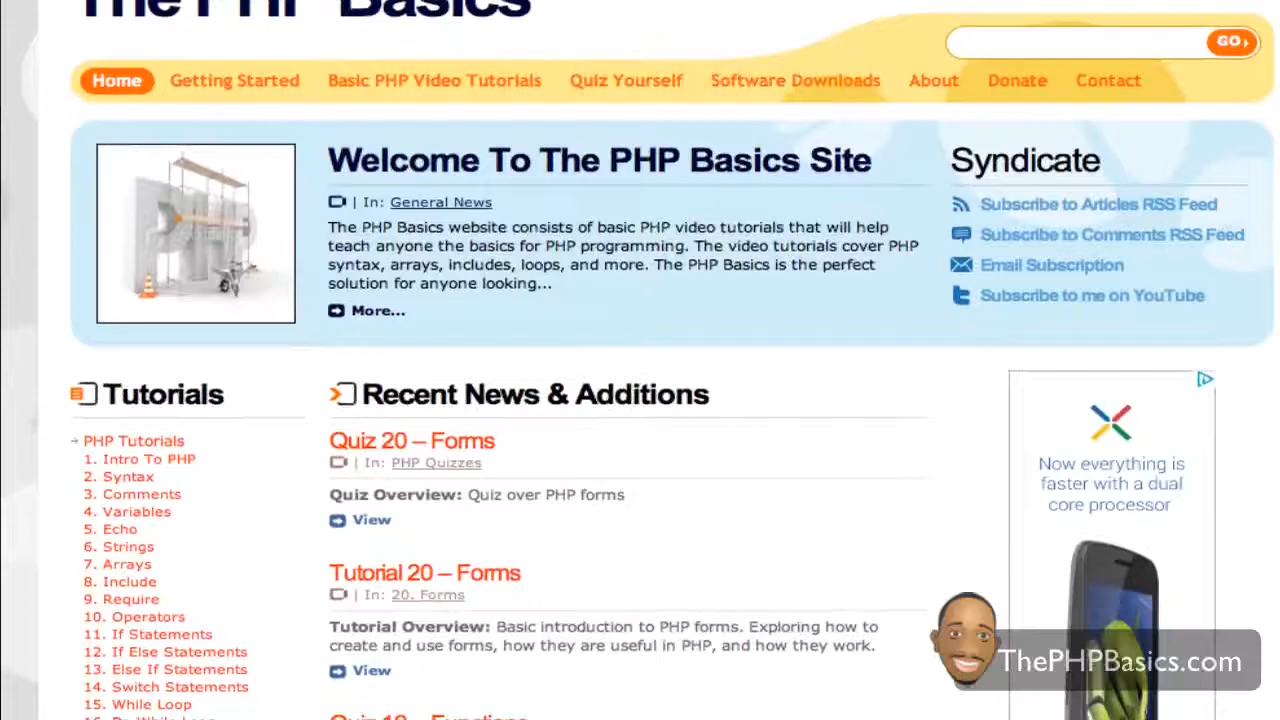 The PHP Basics
GO
Home Getting Started Basic PHP Video Tutorials Quiz Yourself Software Downloads About Donate Contact
Welcome To The PHP Basics Site
| In: General News
The PHP Basics website consists of basic PHP video tutorials that will help
teach anyone the basics for PHP programming. The video tutorials cover PHP
syntax, arrays, includes, loops, and more. The PHP Basics is the perfect
solution for anyone looking...
More...
Syndicate
Subscribe to Articles RSS Feed
Subscribe to Comments RSS Feed
Email Subscription
Subscribe to me on YouTube
Tutorials
PHP Tutorials
1. Intro To PHP
2. Syntax
3. Comments
4. Variables
5. Echo
6. Strings
7. Arrays
8. Include
9. Require
10. Operators
11. If Statements
12. If Else Statements
13. Else If Statements
14. Switch Statements
15. While Loop
16. Do While Loop
Recent News & Additions
Quiz 20 – Forms
| In: PHP Quizzes
Quiz Overview: Quiz over PHP forms
View
Tutorial 20 – Forms
| In: 20. Forms
Tutorial Overview: Basic introduction to PHP forms. Exploring how to
create and use forms, how they are useful in PHP, and how they work.
View
Quiz 19 – Functions
Now everything is
faster with a dual
core processor
ThePHPBasics.com